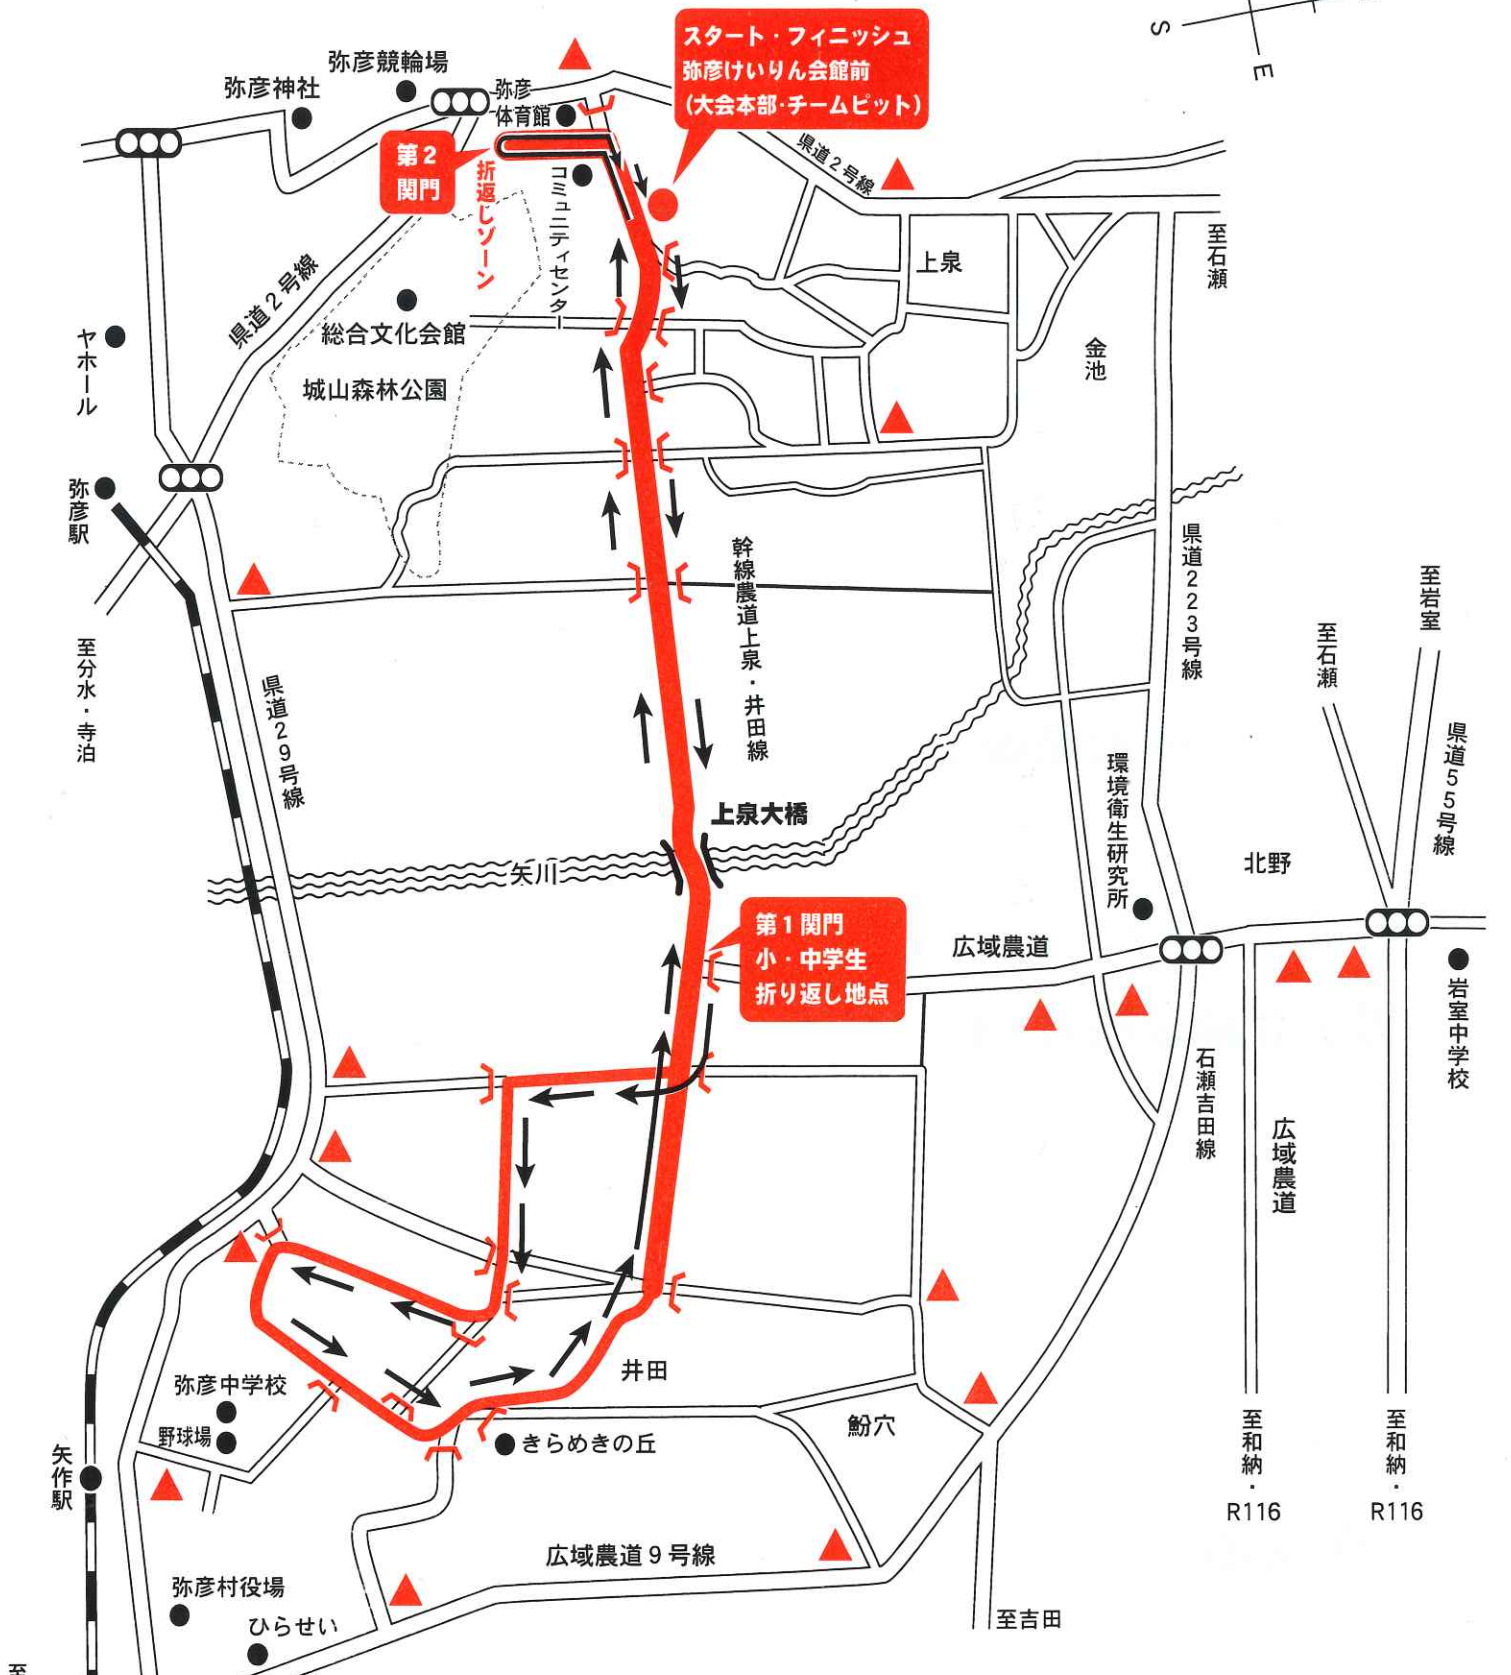 S
E
スタート・フィニッシュ
弥彦けいりん会館前
(大会本部・チームピット)
弥彦競輪場
弥彦神社
弥彦
体育館
第2
関門
折返しゾーン
コミュニティセンター
県道2号線
県道2号線
上泉
至石瀬
総合文化会館
城山森林公園
ヤホール
金池
弥彦駅
幹線農道上泉・井田線
県道223号線
至岩室
至石瀬
至分水・寺泊
県道29号線
県道55号線
環境衛生研究所
上泉大橋
矢川
北野
第1関門
小・中学生
折り返し地点
広域農道
岩室中学校
石瀬吉田線
広域農道
井田
弥彦中学校
野球場
きらめきの丘
鮒穴
矢作駅
至和納・
R116
至和納・
R116
広域農道9号線
弥彦村役場
ひらせい
至吉田
至